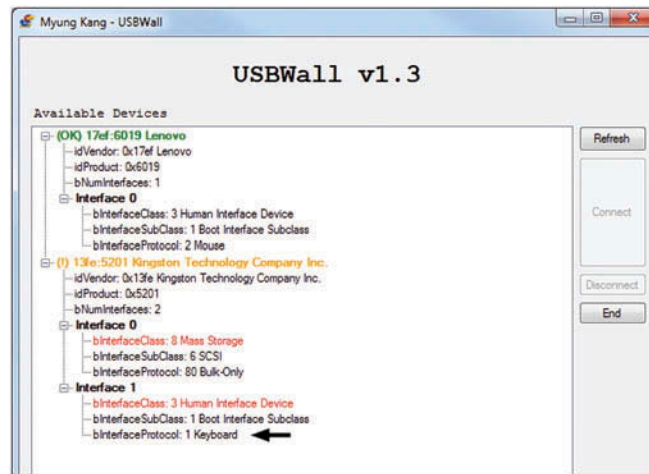 Myung Kang - USBWall
USBWall v1.3
Available Devices
(OK) 17ef:6019 Lenovo
idVendor: 0x17ef Lenovo
idProduct: 0x6019
bNumInterfaces: 1
Interface 0
bInterfaceClass: 3 Human Interface Device
bInterfaceSubClass: 1 Boot Interface Subclass
bInterfaceProtocol: 2 Mouse
(!) 13fe:5201 Kingston Technology Company Inc.
idVendor: 0x13fe Kingston Technology Company Inc.
idProduct: 0x5201
bNumInterfaces: 2
Interface 0
bInterfaceClass: 8 Mass Storage
bInterfaceSubClass: 6 SCSI
bInterfaceProtocol: 80 Bulk-Only
Interface 1
bInterfaceClass: 3 Human Interface Device
bInterfaceSubClass: 1 Boot Interface Subclass
bInterfaceProtocol: 1 Keyboard
Refresh
Connect
Disconnect
End